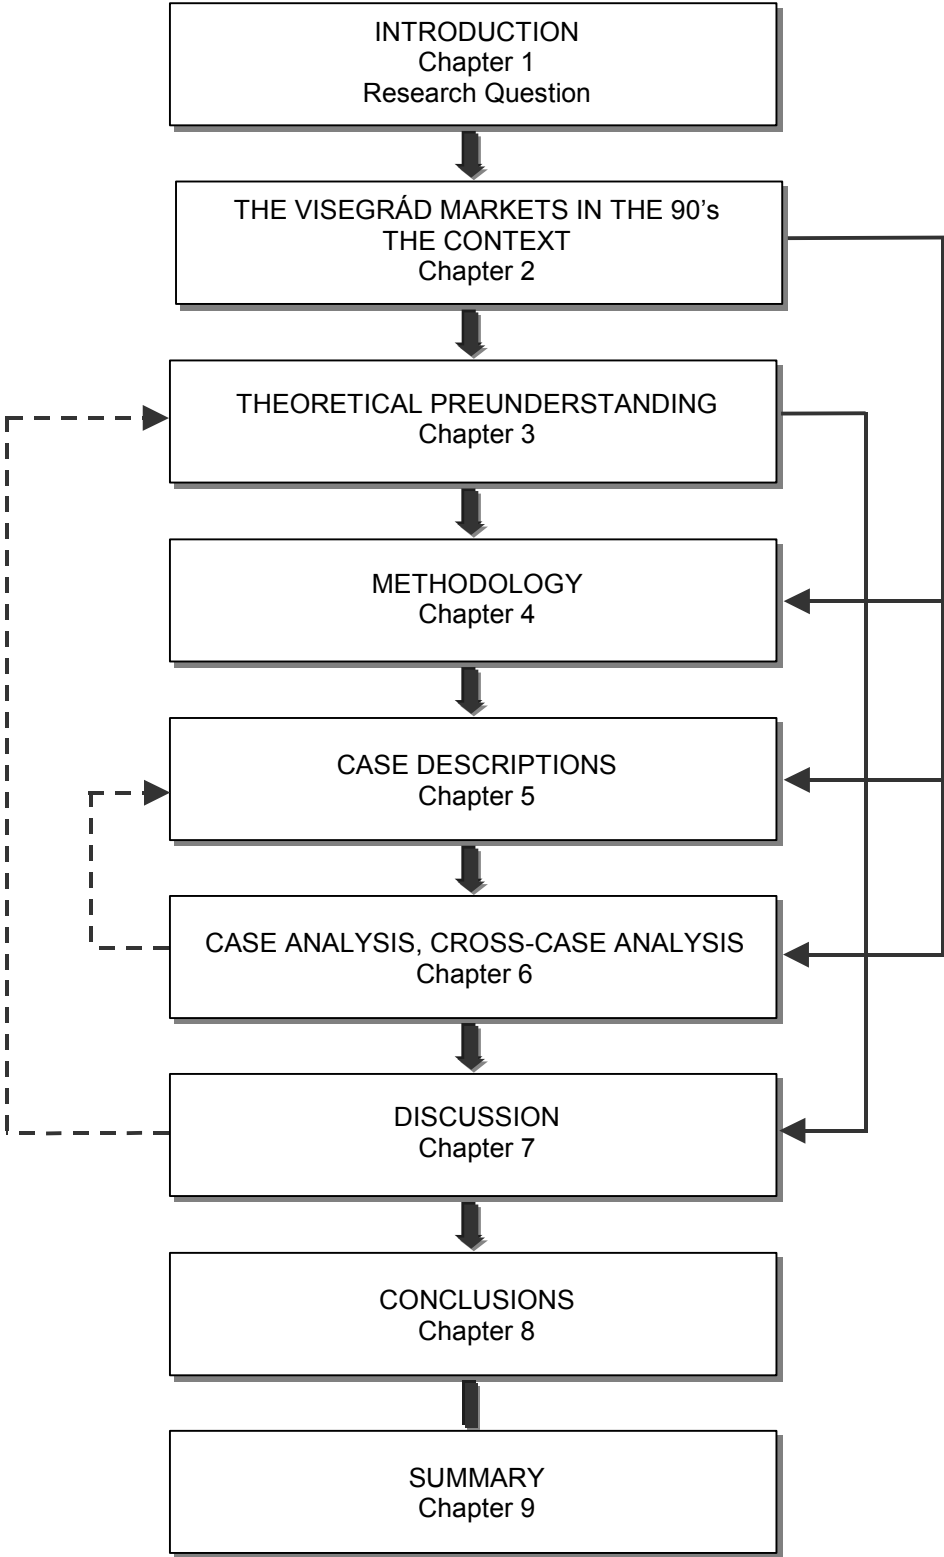 INTRODUCTION
Chapter 1
Research Question
THE VISEGRÁD MARKETS IN THE 90’s
THE CONTEXT
Chapter 2
THEORETICAL PREUNDERSTANDING
Chapter 3
METHODOLOGY
Chapter 4
CASE DESCRIPTIONS
Chapter 5
CASE ANALYSIS, CROSS-CASE ANALYSIS
Chapter 6
DISCUSSION
Chapter 7
CONCLUSIONS
Chapter 8
SUMMARY
Chapter 9